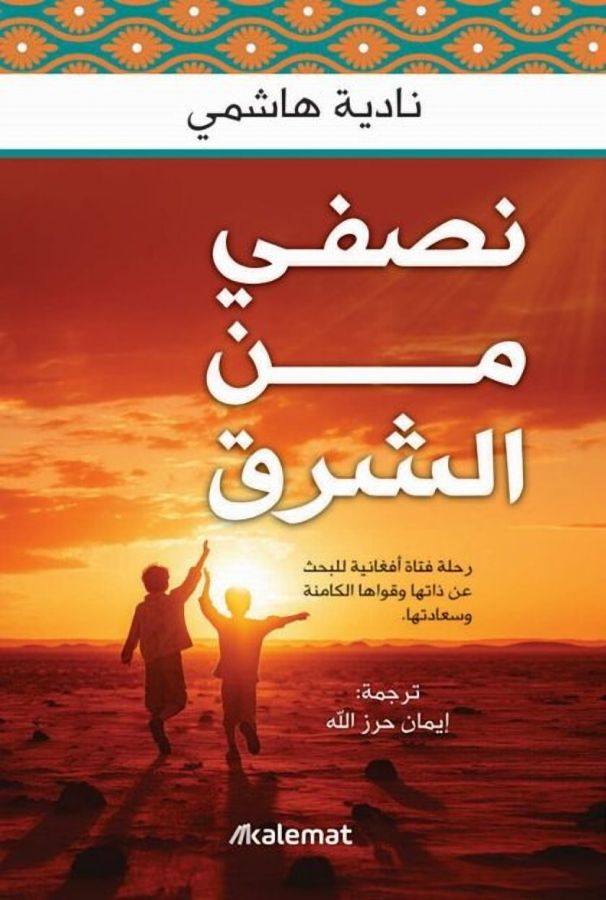 نادية هاشمي
نصفي
من
الشرق
رحلة فتاة أفغانية للبحث
عن ذاتها وقواها الكامنة
وسعادتها.
ترجمة:
إيمان حرز الله
kalemat